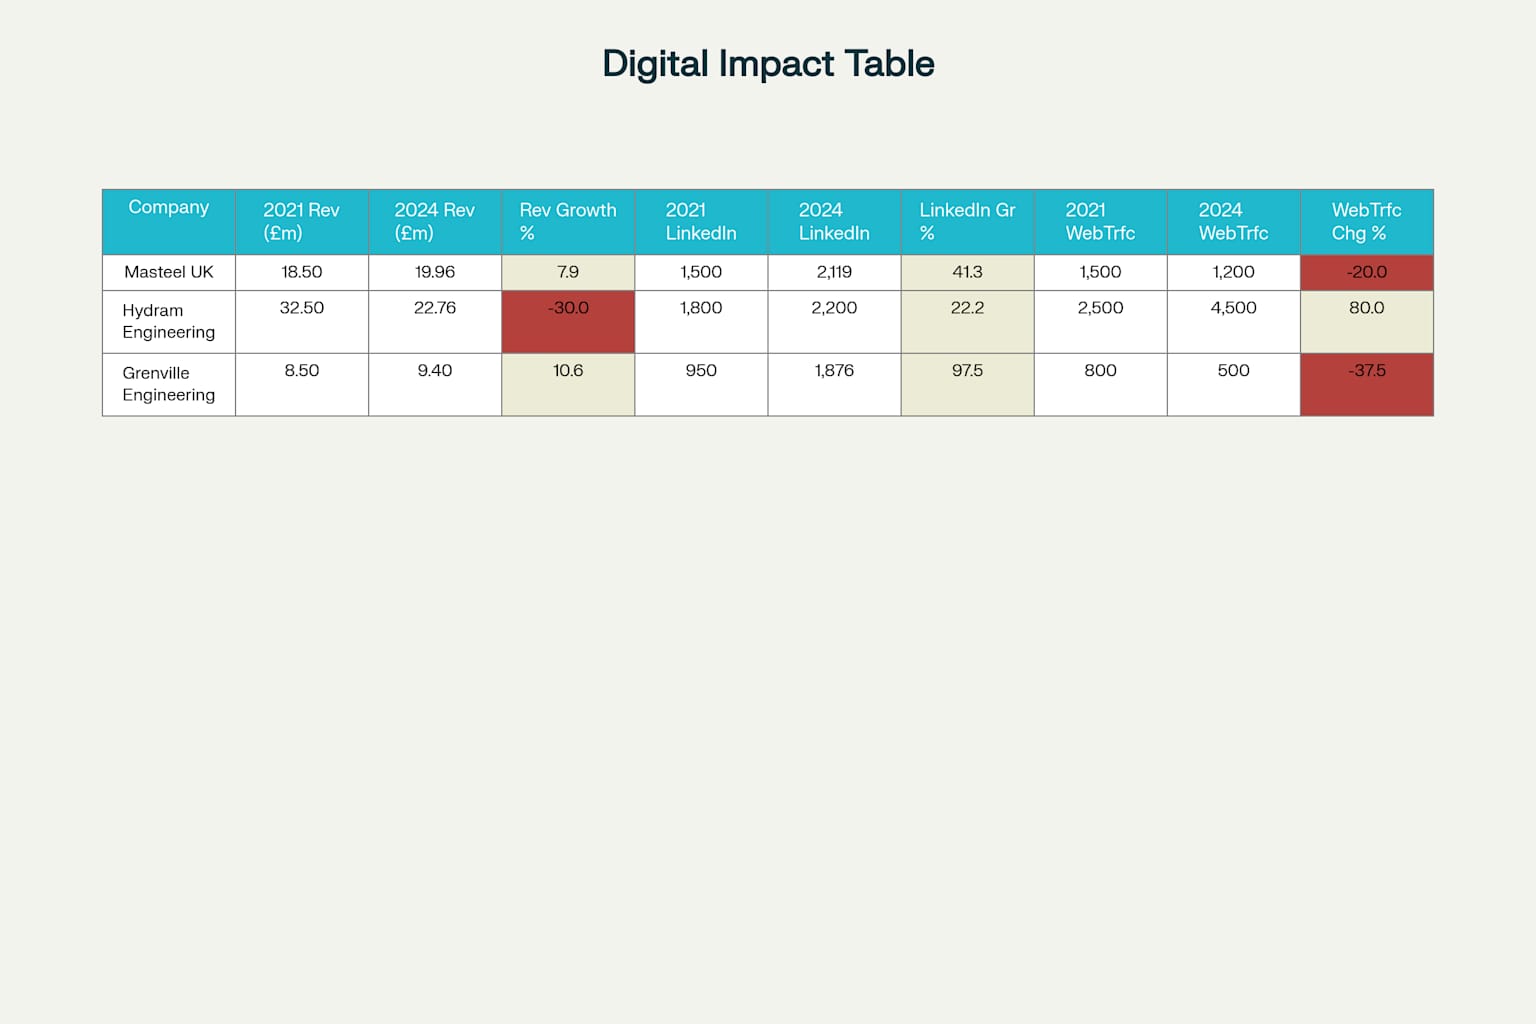 Digital Impact Table
Company 2021 Rev (£m) 2024 Rev (£m) Rev Growth % 2021 LinkedIn 2024 LinkedIn LinkedIn Gr % 2021 WebTrfc 2024 WebTrfc WebTrfc Chg %
Masteel UK 18.50 19.96 7.9 1,500 2,119 41.3 1,500 1,200 -20.0
Hydram Engineering 32.50 22.76 -30.0 1,800 2,200 22.2 2,500 4,500 80.0
Grenville Engineering 8.50 9.40 10.6 950 1,876 97.5 800 500 -37.5